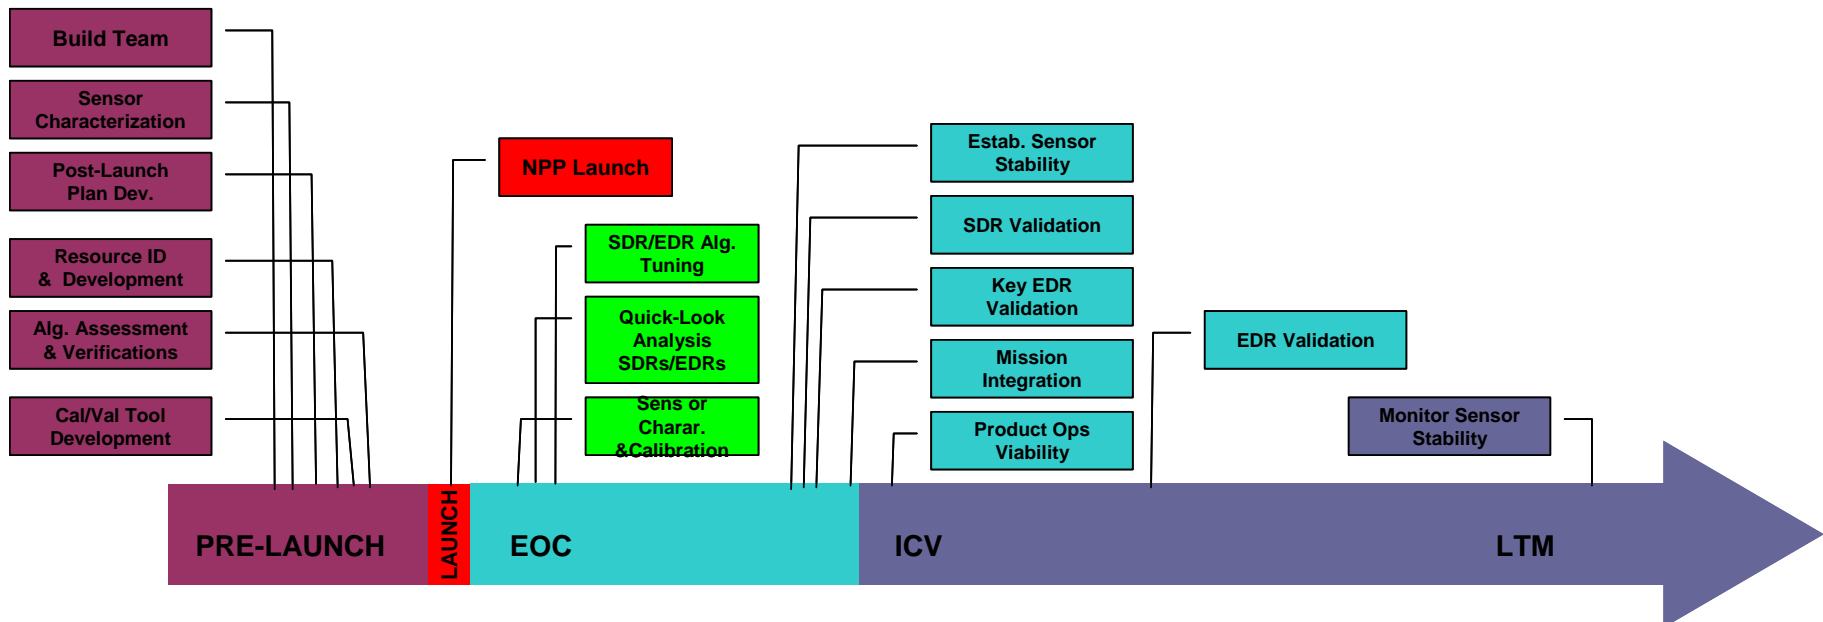 Build Team
Sensor
Characterization
Post-Launch
Plan Dev.
Resource ID
& Development
Alg. Assessment
& Verifications
Cal/Val Tool
Development
NPP Launch
SDR/EDR Alg.
Tuning
Quick-Look
Analysis
SDRs/EDRs
Sens or
Charar.
&Calibration
Estab. Sensor
Stability
SDR Validation
Key EDR
Validation
Mission
Integration
Product Ops
Viability
EDR Validation
Monitor Sensor
Stability
PRE-LAUNCH
LAUNCH
EOC
ICV
LTM